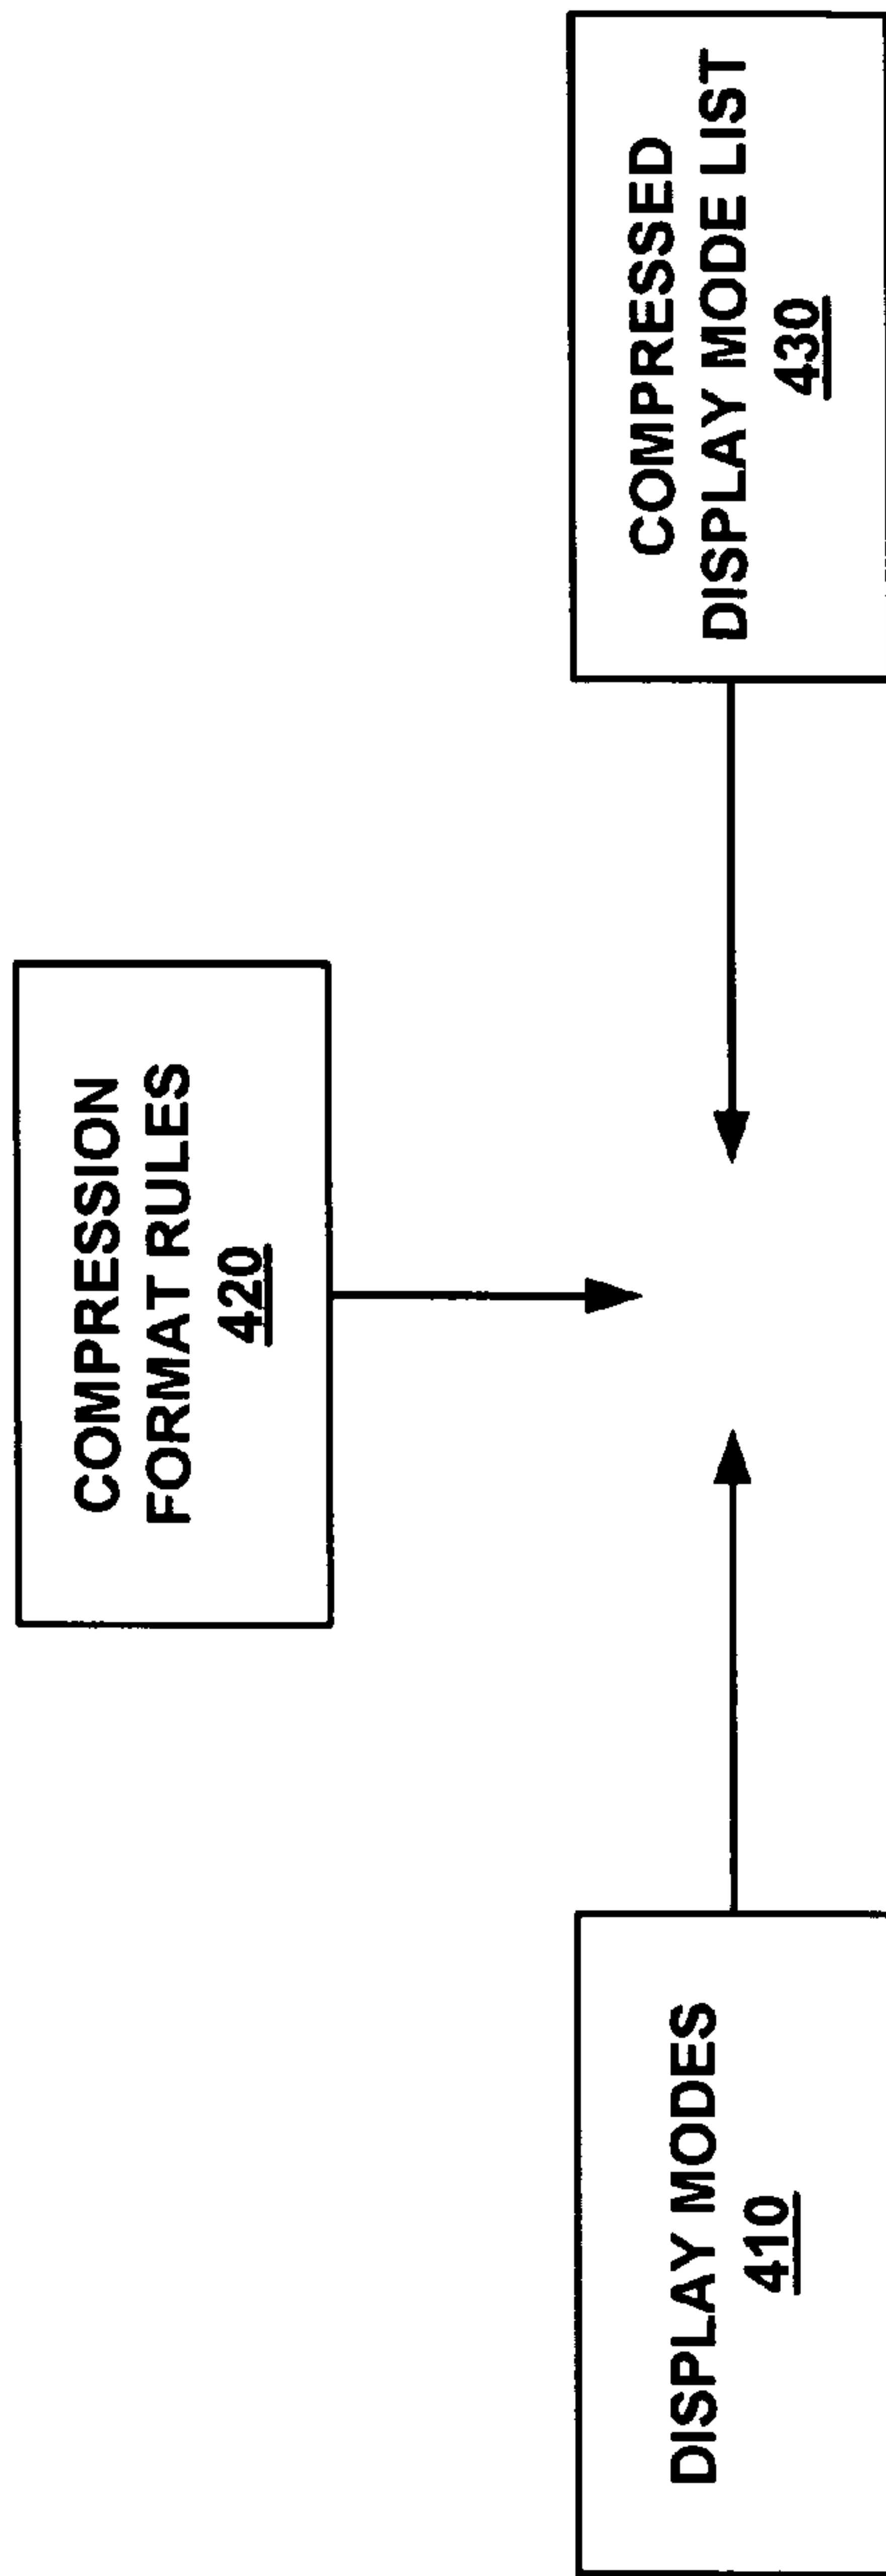 DISPLAY MODES
410
COMPRESSION
FORMAT RULES
420
COMPRESSED
DISPLAY MODE LIST
430